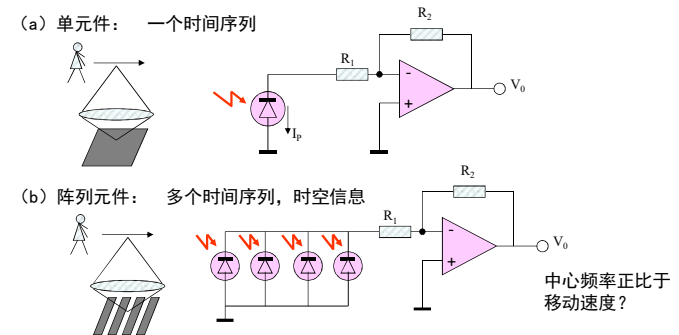 （a）单元件： 一个时间序列
R2
R1
-
+
V0
IP
（b）阵列元件： 多个时间序列，时空信息
R2
R1
-
+
V0
中心频率正比于
移动速度？